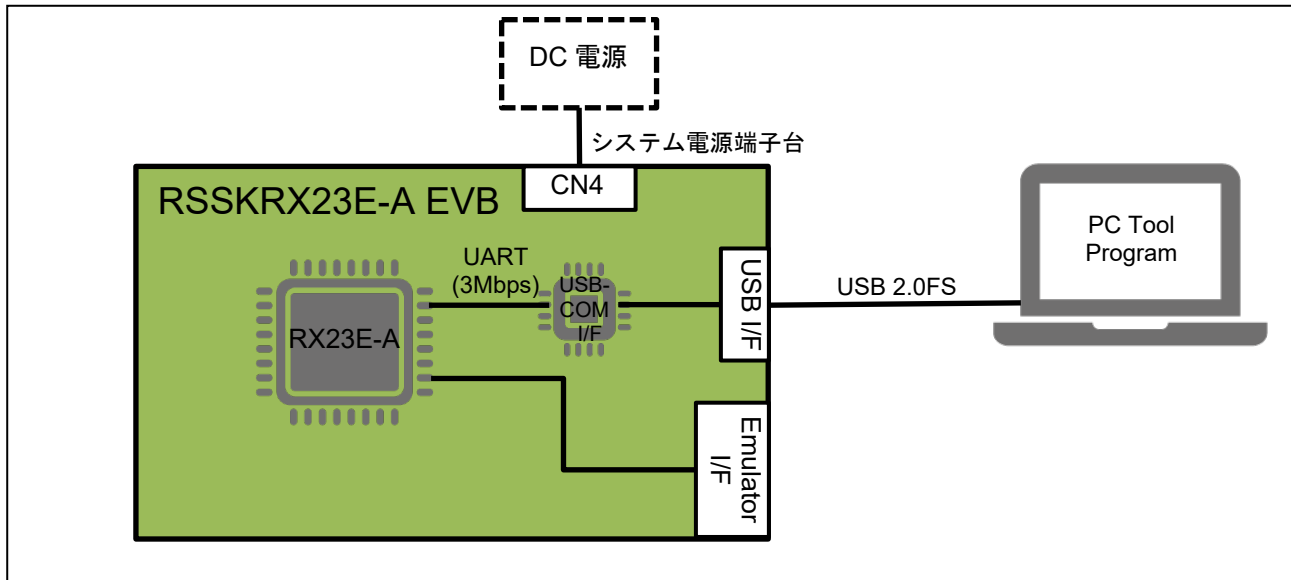 DC 電源
システム電源端子台
CN4
RSSKRX23E-A EVB
UART
(3Mbps)
USB-
COM
I/F
RX23E-A
USB I/F
USB 2.0FS
PC Tool
Program
Emulator
I/F